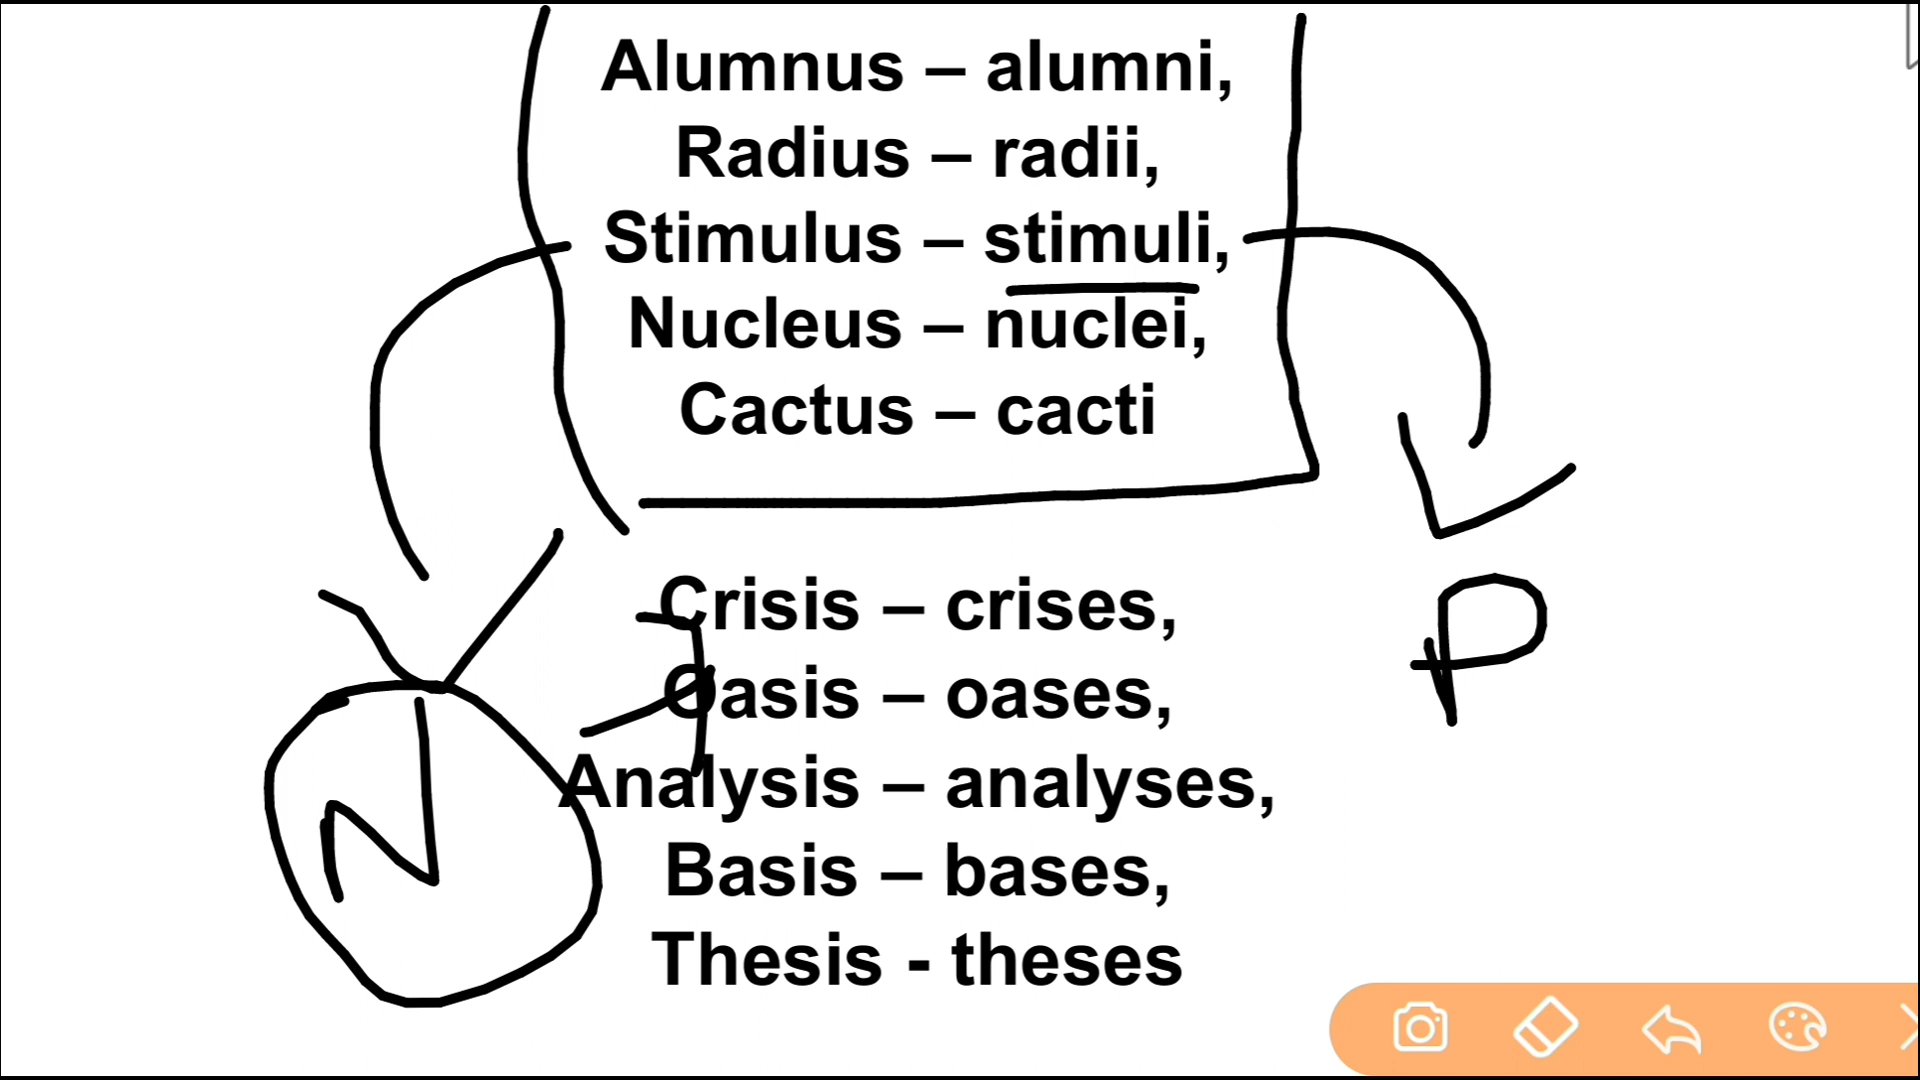 Alumnus – alumni,
Radius – radii,
Stimulus – stimuli,
Nucleus – nuclei,
Cactus – cacti
Crisis – crises,
Oasis – oases,
Analysis – analyses,
Basis – bases,
Thesis - theses
N
P